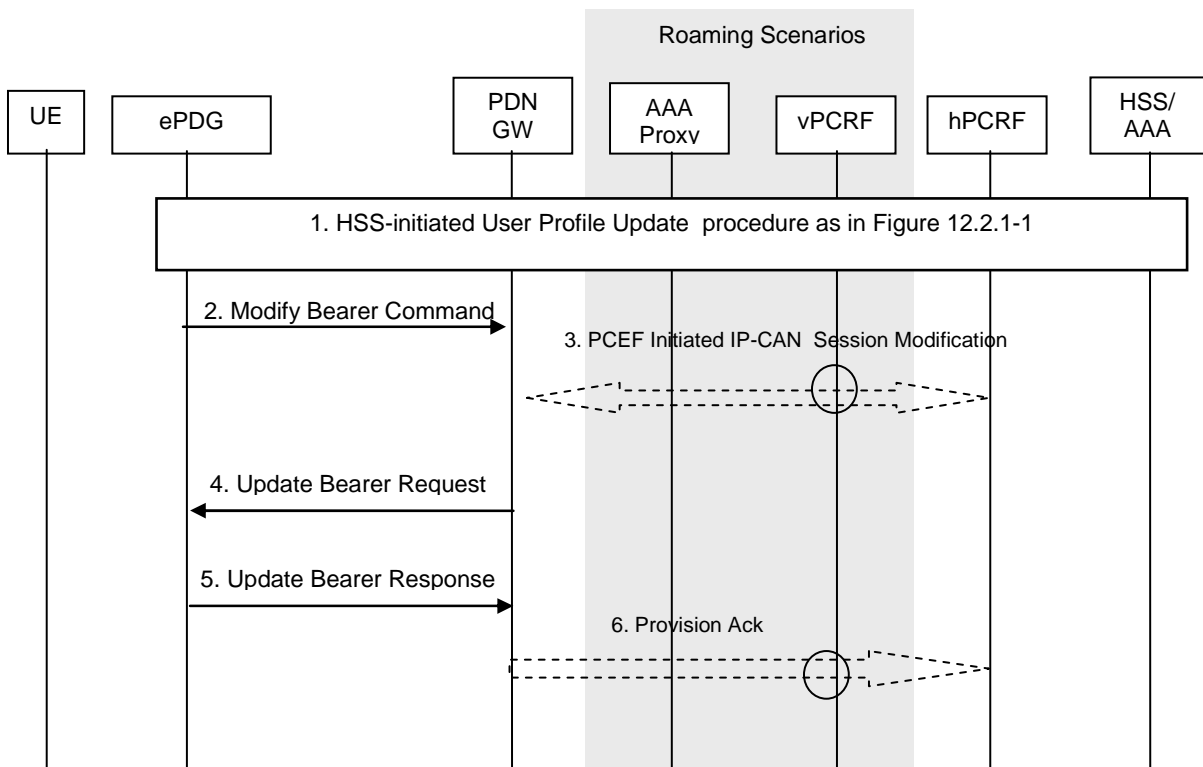 Roaming Scenarios
UE
ePDG
PDN
GW
AAA
Proxy
vPCRF
hPCRF
HSS/
AAA
1. HSS-initiated User Profile Update procedure as in Figure 12.2.1-1
2. Modify Bearer Command
3. PCEF Initiated IP-CAN Session Modification
4. Update Bearer Request
5. Update Bearer Response
6. Provision Ack